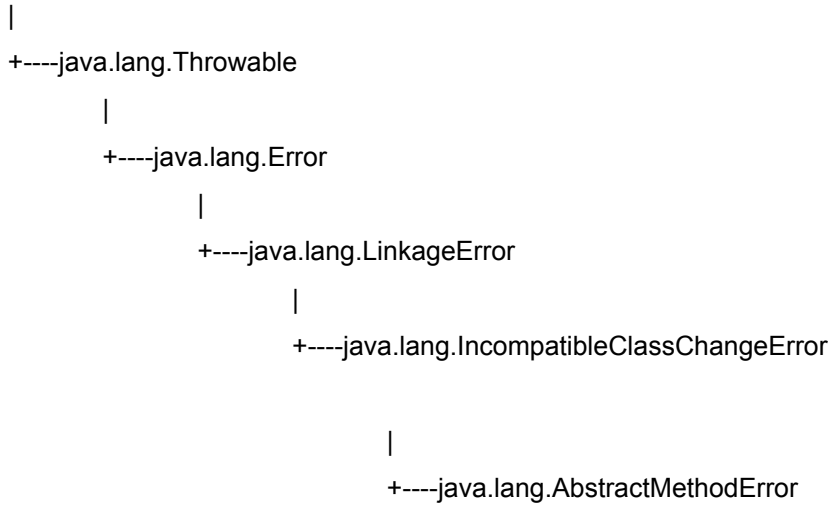 |
+----java.lang.Throwable
|
+----java.lang.Error
|
+----java.lang.LinkageError
|
+----java.lang.IncompatibleClassChangeError
|
+----java.lang.AbstractMethodError